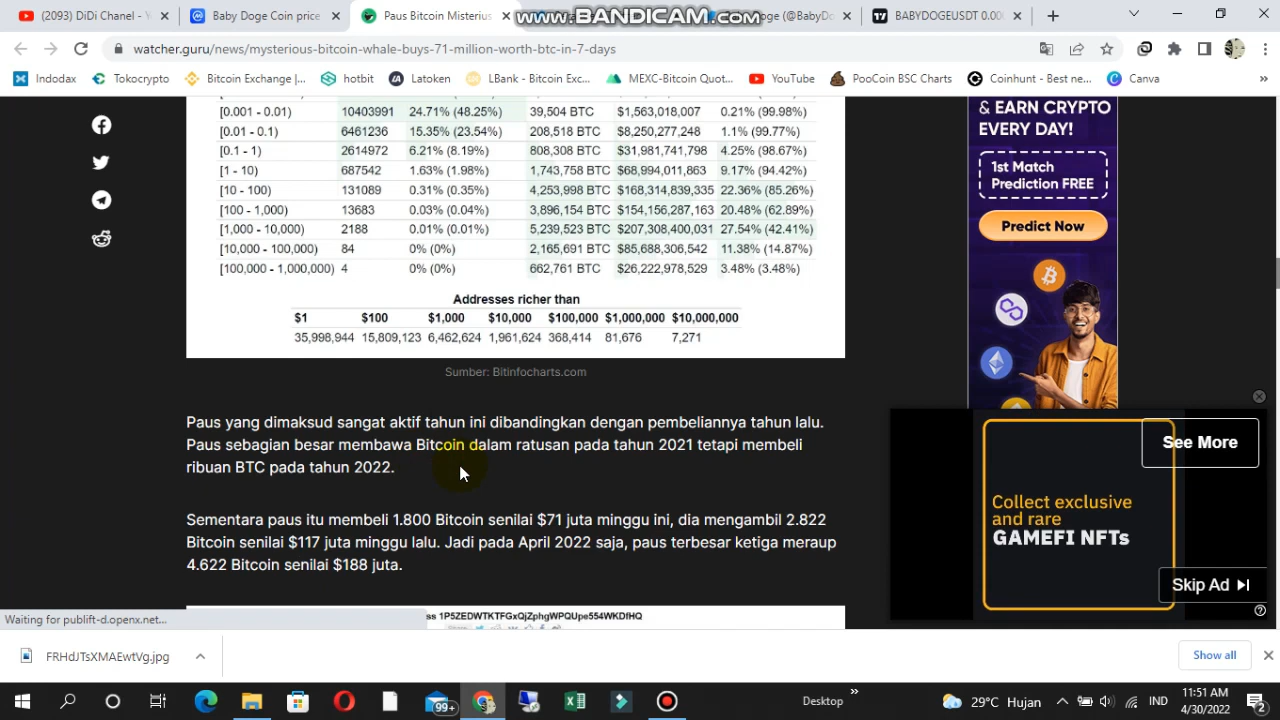 (2093) DiDi Chanel - Y
Baby Doge Coin price
Paus Bitcoin Misterius
www.BANDICAM.com
oge (@BabyDo
BABYDOGEUSDT 0.00
watcher.guru/news/mysterious-bitcoin-whale-buys-71-million-worth-btc-in-7-days
Indodax
Tokocrypto
Bitcoin Exchange |...
hotbit
Latoken
LBank - Bitcoin Exc...
MEXC-Bitcoin Quot...
YouTube
PooCoin BSC Charts
Coinhunt - Best ne...
Canva
»
[0.001 - 0.01) 10403991 24.71% (48.25%) 39,504 BTC $1,563,018,007 0.21% (99.98%)
[0.01 - 0.1) 6461236 15.35% (23.54%) 208,518 BTC $8,250,277,248 1.1% (99.77%)
[0.1 - 1) 2614972 6.21% (8.19%) 808,308 BTC $31,981,741,798 4.25% (98.67%)
[1 - 10) 687542 1.63% (1.98%) 1,743,758 BTC $68,994,011,863 9.17% (94.42%)
[10 - 100) 131089 0.31% (0.35%) 4,253,998 BTC $168,314,839,335 22.36% (85.26%)
[100 - 1,000) 13683 0.03% (0.04%) 3,896,154 BTC $154,156,287,163 20.48% (62.89%)
[1,000 - 10,000) 2188 0.01% (0.01%) 5,239,523 BTC $207,308,400,031 27.54% (42.41%)
[10,000 - 100,000) 84 0% (0%) 2,165,691 BTC $85,688,306,542 11.38% (14.87%)
[100,000 - 1,000,000) 4 0% (0%) 662,761 BTC $26,222,978,529 3.48% (3.48%)
Addresses richer than
$1 $100 $1,000 $10,000 $100,000 $1,000,000 $10,000,000
35,998,944 15,809,123 6,462,624 1,961,624 368,414 81,676 7,271
Sumber: Bitinfocharts.com
Paus yang dimaksud sangat aktif tahun ini dibandingkan dengan pembeliannya tahun lalu.
Paus sebagian besar membawa Bitcoin dalam ratusan pada tahun 2021 tetapi membeli
ribuan BTC pada tahun 2022.
Sementara paus itu membeli 1.800 Bitcoin senilai $71 juta minggu ini, dia mengambil 2.822
Bitcoin senilai $117 juta minggu lalu. Jadi pada April 2022 saja, paus terbesar ketiga meraup
4.622 Bitcoin senilai $188 juta.
ss 1P5ZEDWTKTFGxQjZphgWPQUpe554WKDfHQ
& EARN CRYPTO
EVERY DAY!
1st Match
Prediction FREE
Predict Now
See More
Collect exclusive
and rare
GAMEFI NFTs
Skip Ad
Waiting for publift-d.openx.net...
FRHdJTsXMAEwtVg.jpg
Show all
99+
Desktop
»
29°C Hujan
IND
11:51 AM
4/30/2022
2